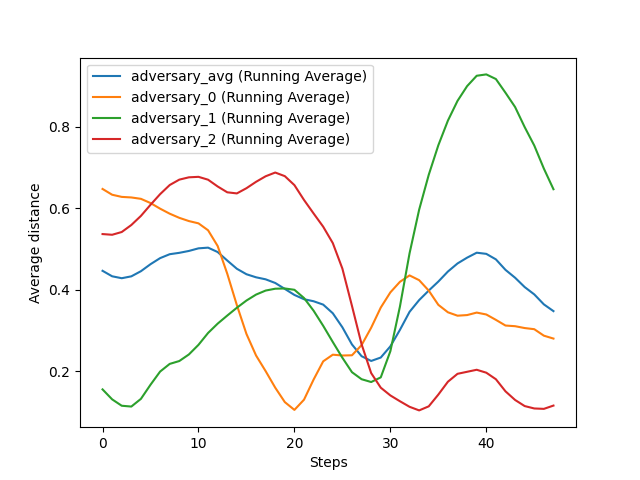 adversary_avg (Running Average)
adversary_0 (Running Average)
adversary_1 (Running Average)
adversary_2 (Running Average)
Average distance
0.8
0.6
0.4
0.2
0 10 20 30 40
Steps